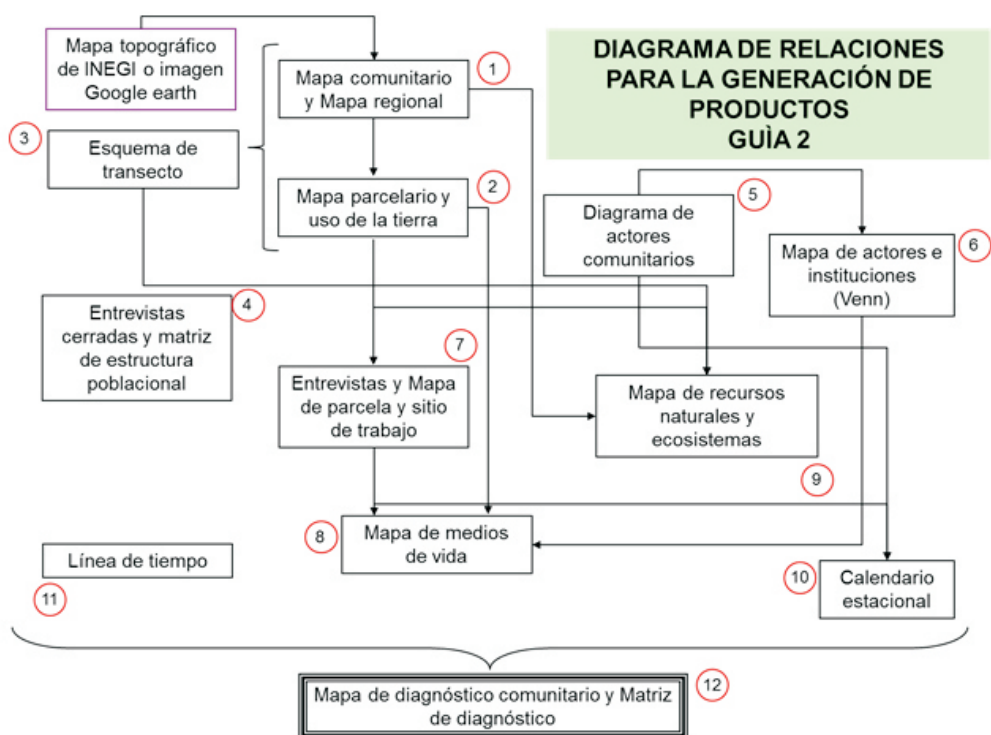 Mapa topográfico
de INEGI o imagen
Google earth
1
Mapa comunitario
y Mapa regional
DIAGRAMA DE RELACIONES
PARA LA GENERACIÓN DE
PRODUCTOS
GUÌA 2
3
Esquema de
transecto
2
Mapa parcelario y
uso de la tierra
5
Diagrama de
actores
comunitarios
6
Mapa de actores e
instituciones
(Venn)
4
Entrevistas
cerradas y matriz
de estructura
poblacional
7
Entrevistas y Mapa
de parcela y sitio
de trabajo
Mapa de recursos
naturales y
ecosistemas
9
8
Mapa de medios
de vida
Línea de tiempo
11
10
Calendario
estacional
12
Mapa de diagnóstico comunitario y Matriz
de diagnóstico